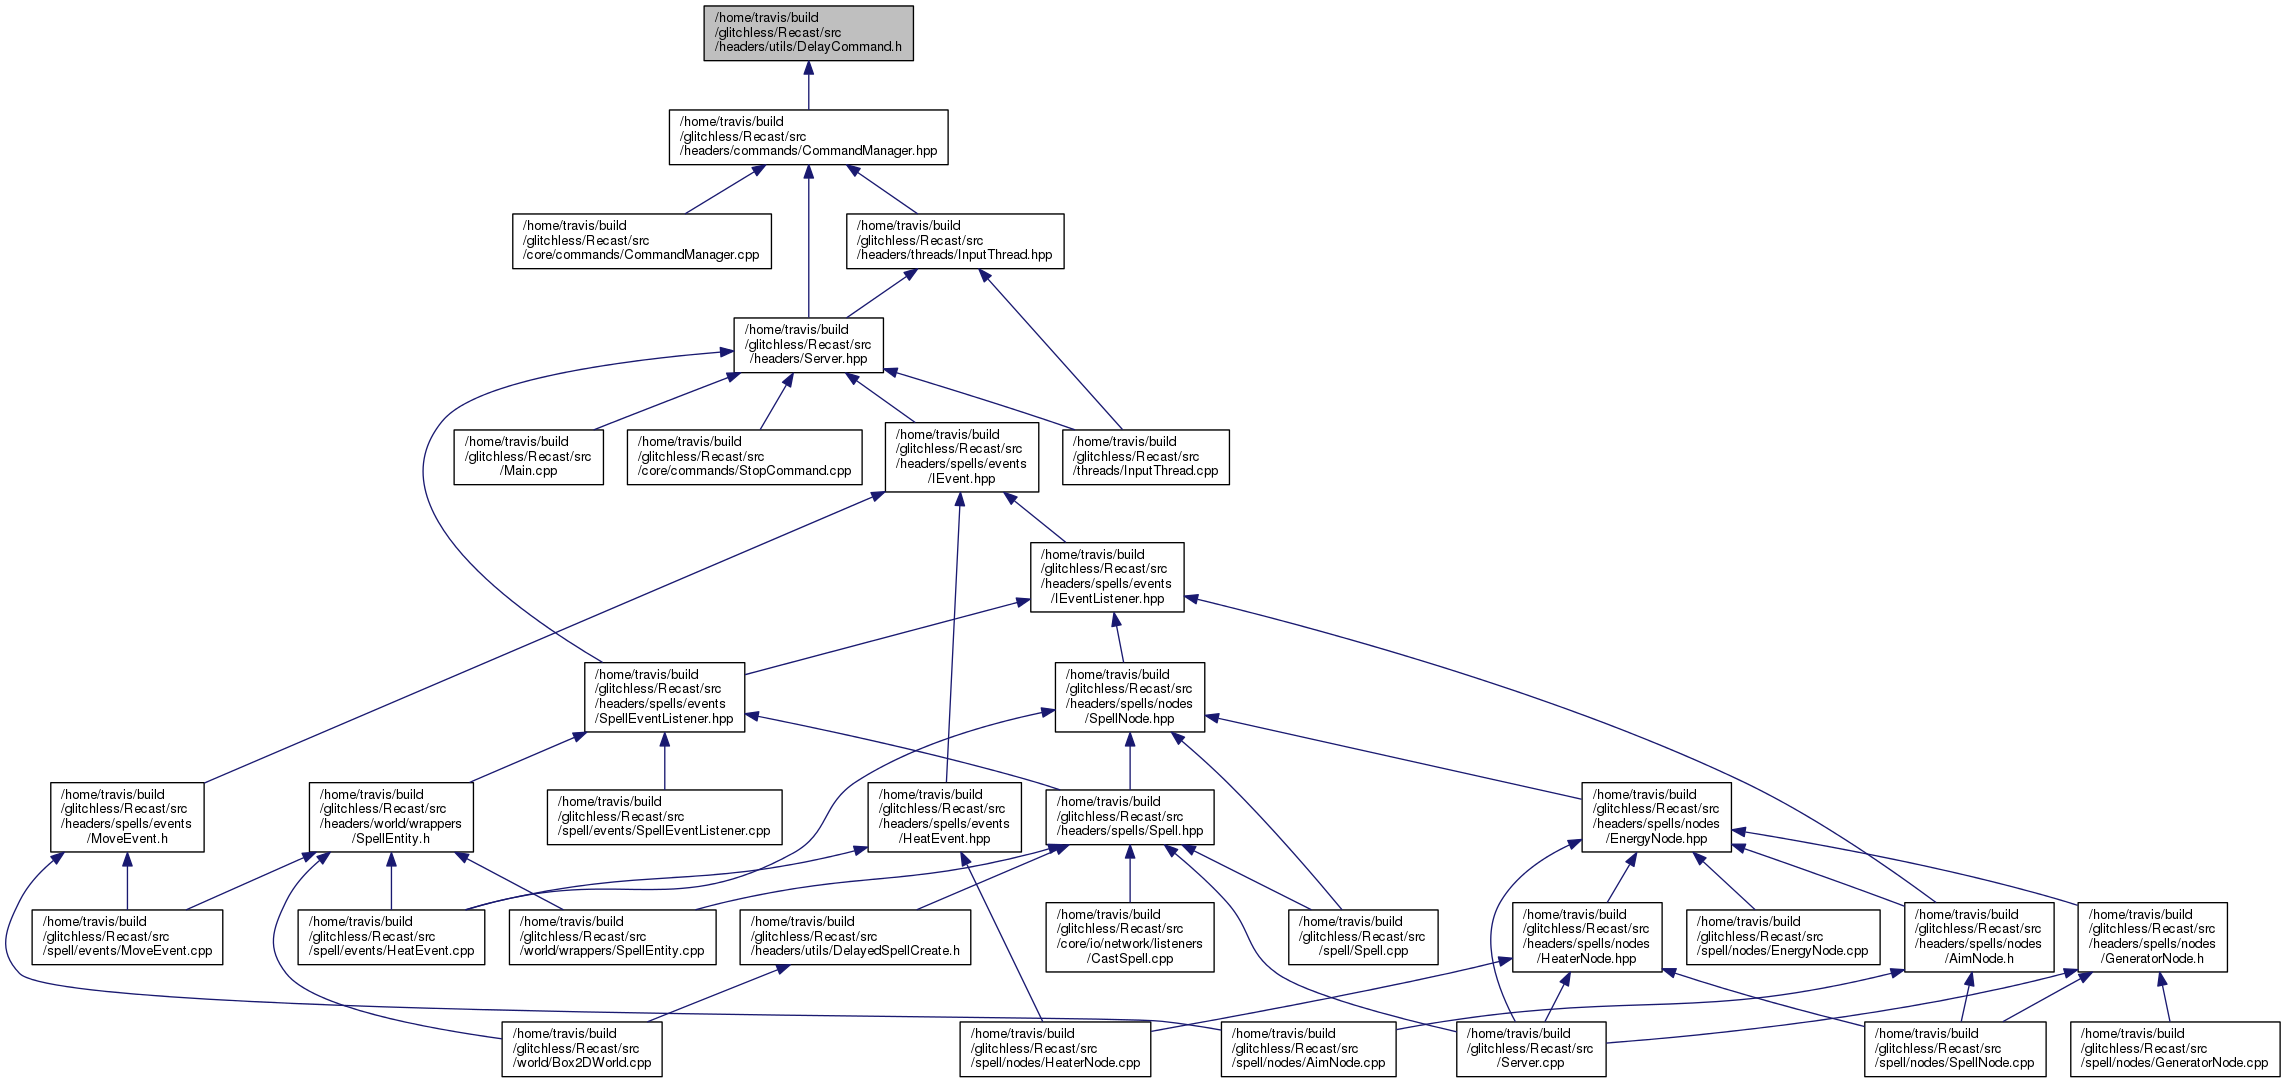 /home/travis/build
/glitchless/Recast/src
/headers/utils/DelayCommand.h
/home/travis/build
/glitchless/Recast/src
/headers/commands/CommandManager.hpp
/home/travis/build
/glitchless/Recast/src
/core/commands/CommandManager.cpp
/home/travis/build
/glitchless/Recast/src
/headers/threads/InputThread.hpp
/home/travis/build
/glitchless/Recast/src
/headers/Server.hpp
/home/travis/build
/glitchless/Recast/src
/Main.cpp
/home/travis/build
/glitchless/Recast/src
/core/commands/StopCommand.cpp
/home/travis/build
/glitchless/Recast/src
/headers/spells/events
/IEvent.hpp
/home/travis/build
/glitchless/Recast/src
/threads/InputThread.cpp
/home/travis/build
/glitchless/Recast/src
/headers/spells/events
/IEventListener.hpp
/home/travis/build
/glitchless/Recast/src
/headers/spells/events
/SpellEventListener.hpp
/home/travis/build
/glitchless/Recast/src
/headers/spells/nodes
/SpellNode.hpp
/home/travis/build
/glitchless/Recast/src
/headers/spells/events
/MoveEvent.h
/home/travis/build
/glitchless/Recast/src
/headers/world/wrappers
/SpellEntity.h
/home/travis/build
/glitchless/Recast/src
/spell/events/SpellEventListener.cpp
/home/travis/build
/glitchless/Recast/src
/headers/spells/events
/HeatEvent.hpp
/home/travis/build
/glitchless/Recast/src
/headers/spells/Spell.hpp
/home/travis/build
/glitchless/Recast/src
/headers/spells/nodes
/EnergyNode.hpp
/home/travis/build
/glitchless/Recast/src
/spell/events/MoveEvent.cpp
/home/travis/build
/glitchless/Recast/src
/spell/events/HeatEvent.cpp
/home/travis/build
/glitchless/Recast/src
/world/wrappers/SpellEntity.cpp
/home/travis/build
/glitchless/Recast/src
/headers/utils/DelayedSpellCreate.h
/home/travis/build
/glitchless/Recast/src
/core/io/network/listeners
/CastSpell.cpp
/home/travis/build
/glitchless/Recast/src
/spell/Spell.cpp
/home/travis/build
/glitchless/Recast/src
/headers/spells/nodes
/HeaterNode.hpp
/home/travis/build
/glitchless/Recast/src
/spell/nodes/EnergyNode.cpp
/home/travis/build
/glitchless/Recast/src
/headers/spells/nodes
/AimNode.h
/home/travis/build
/glitchless/Recast/src
/headers/spells/nodes
/GeneratorNode.h
/home/travis/build
/glitchless/Recast/src
/world/Box2DWorld.cpp
/home/travis/build
/glitchless/Recast/src
/spell/nodes/HeaterNode.cpp
/home/travis/build
/glitchless/Recast/src
/spell/nodes/AimNode.cpp
/home/travis/build
/glitchless/Recast/src
/Server.cpp
/home/travis/build
/glitchless/Recast/src
/spell/nodes/SpellNode.cpp
/home/travis/build
/glitchless/Recast/src
/spell/nodes/GeneratorNode.cpp